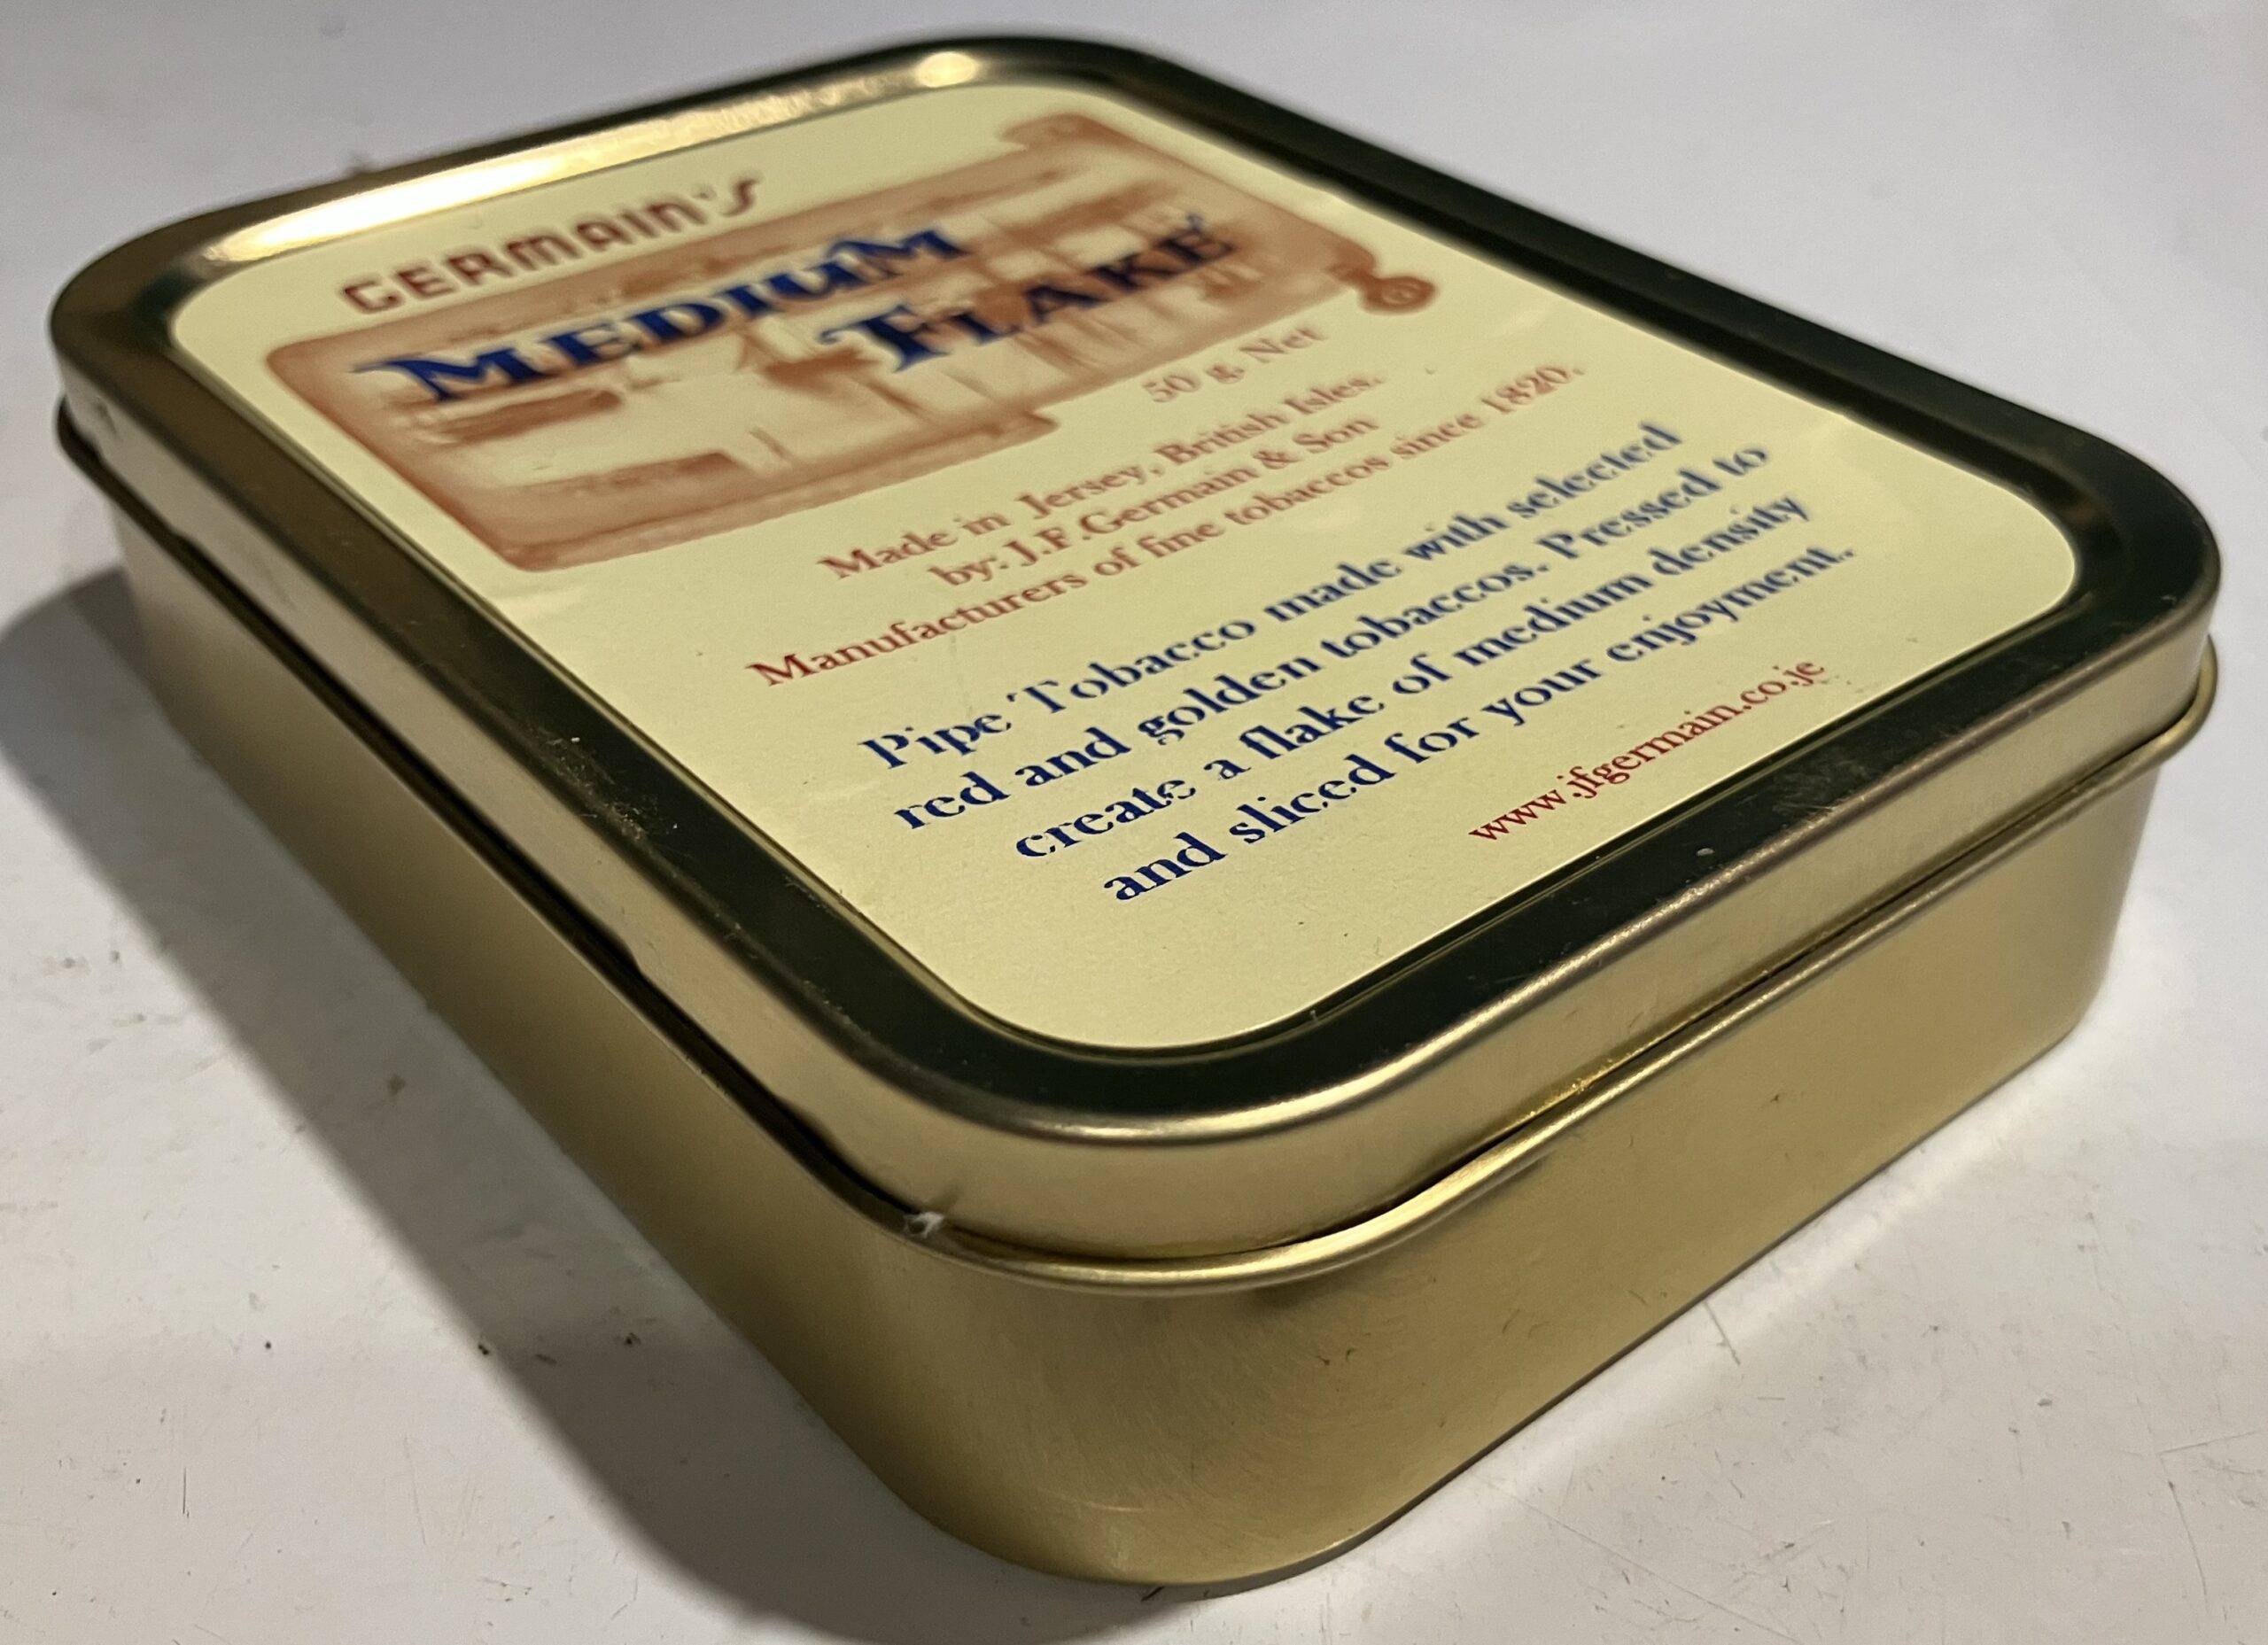 GERMAIN'S
MEDIUM
FLAKE
50 g. Net
Made in Jersey, British Isles.
by: J.F.Germain & Son
Manufacturers of fine tobaccos since 1820.
Pipe Tobacco made with selected
red and golden tobaccos. Pressed to
create a flake of medium density
and sliced for your enjoyment..
www.jfgermain.co.je